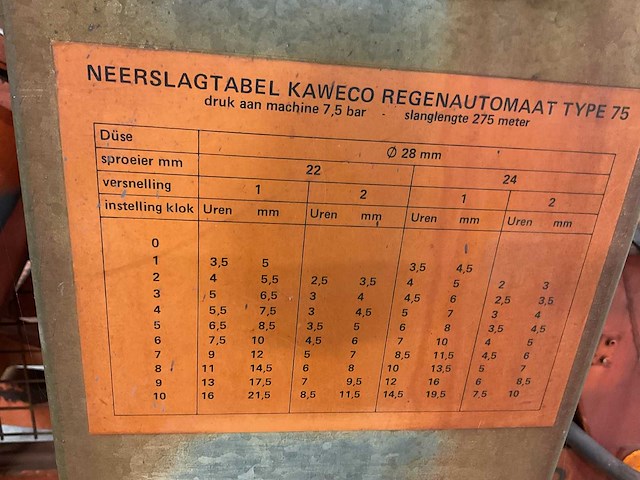 NEERSLAGTABEL KAWECO REGENAUTOMAAT TYPE 75
druk aan machine 7,5 bar - slanglengte 275 meter
Düse Ø 28 mm
sproeier mm 22 24
versnelling 1 2 1 2
instelling klok Uren mm Uren mm Uren mm Uren mm
0
1 3,5 5 3,5 4,5
2 4 5,5 2,5 3,5 4 5 2 3
3 5 6,5 3 4 4,5 6 2,5 3,5
4 5,5 7,5 3 4,5 5 7 3 4
5 6,5 8,5 3,5 5 6 8 3,5 4,5
6 7,5 10 4,5 6 7 10 4 5
7 9 12 5 7 8,5 11,5 4,5 6
8 11 14,5 6 8 10 13,5 5 7
9 13 17,5 7 9,5 12 16 6 8,5
10 16 21,5 8,5 11,5 14,5 19,5 7,5 10